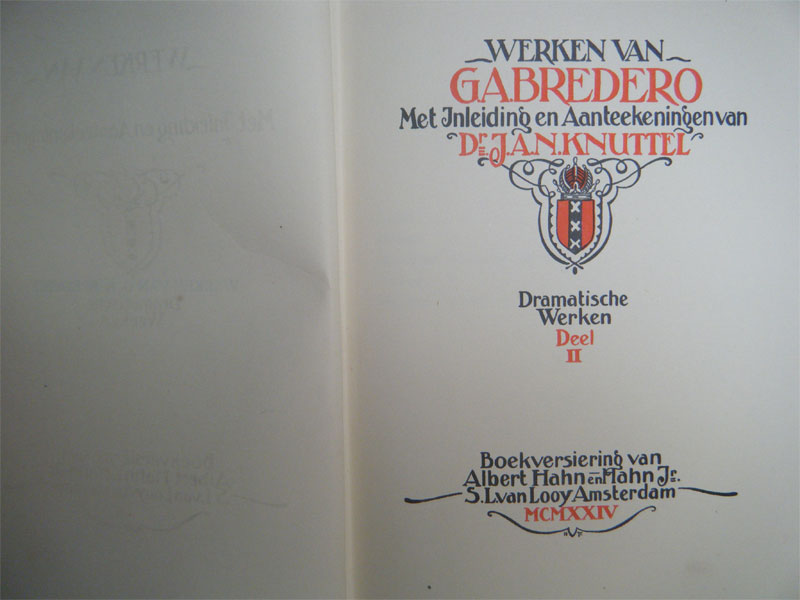 WERKEN VAN
G.A.BREDERO
Met Inleiding en Aanteekeningen van
Dr. J.A.N.KNUTTEL
Dramatische
Werken
Deel
II
Boekversiering van
Albert Hahn en Hahn Jr.
S.L.van Looy Amsterdam
MCMXXIV